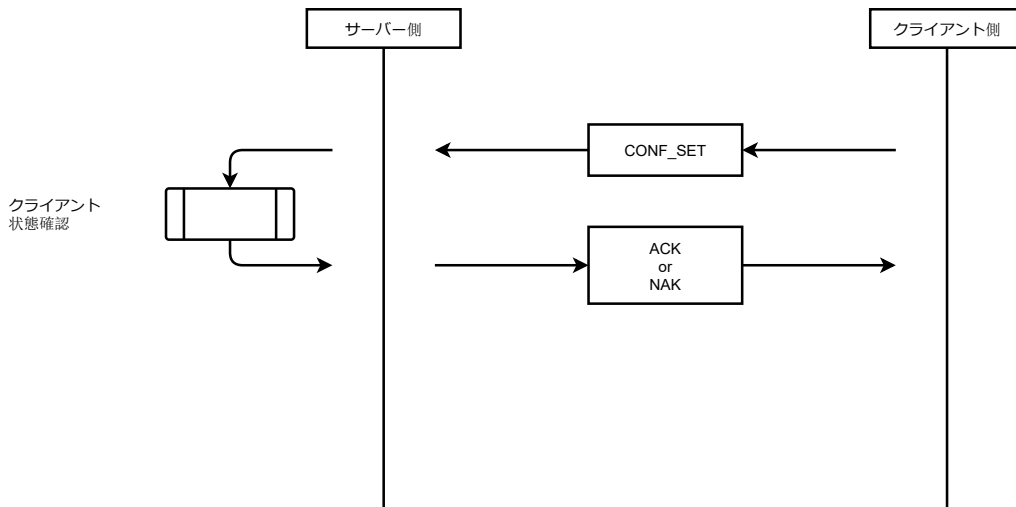 サーバー側
クライアント側
CONF_SET
クライアント
状態確認
ACK
or
NAK